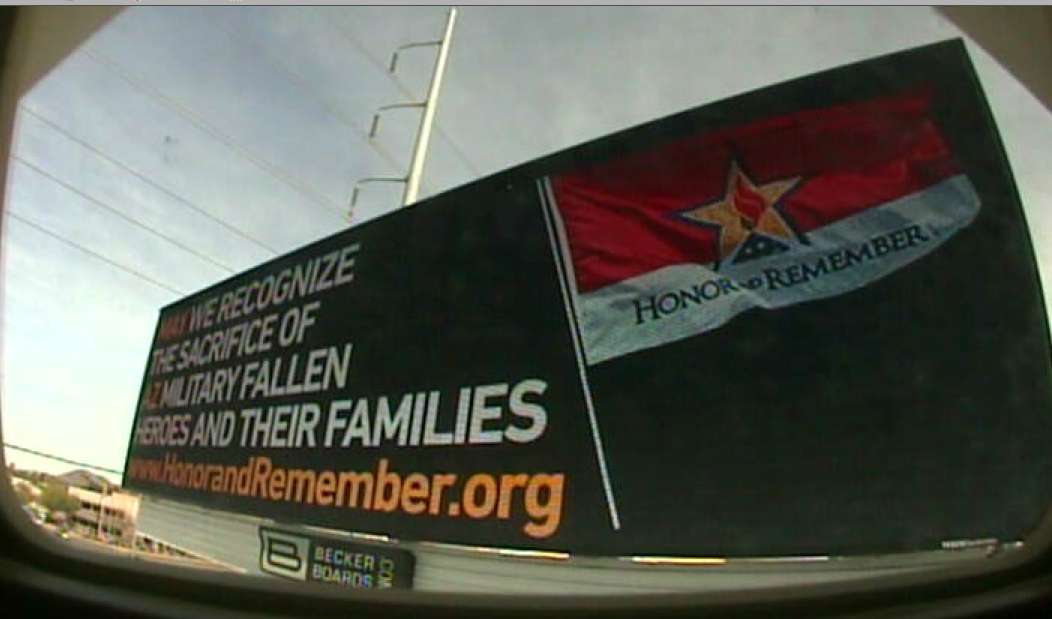 MAY WE RECOGNIZE
THE SACRIFICE OF
AZ MILITARY FALLEN
HEROES AND THEIR FAMILIES
www.HonorandRemember.org
HONOR AND REMEMBER
B BECKER
BOARDS
.COM